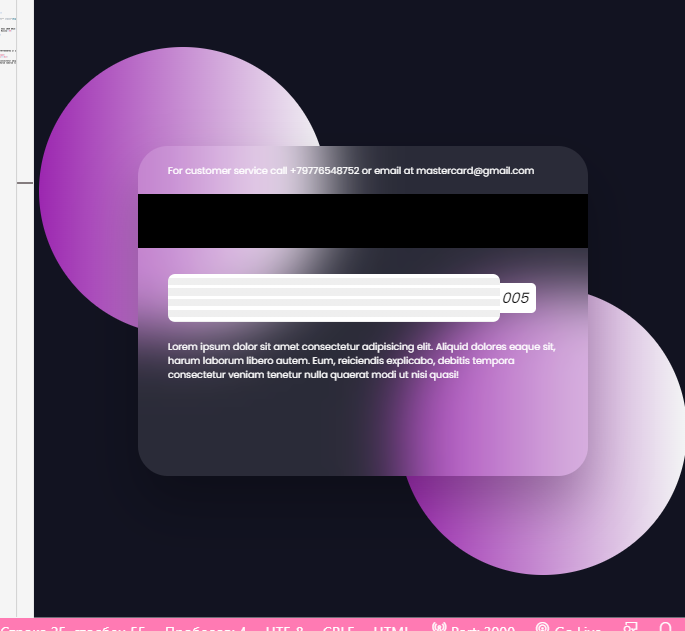 For customer service call +79776548752 or email at mastercard@gmail.com
005
Lorem ipsum dolor sit amet consectetur adipisicing elit. Aliquid dolores eaque sit,
harum laborum libero autem. Eum, reiciendis explicabo, debitis tempora
consectetur veniam tenetur nulla quaerat modi ut nisi quasi!
Строка 25, столбец 55 Пробелов: 4 UTF-8 CRLF HTML Port: 3000 Go Live